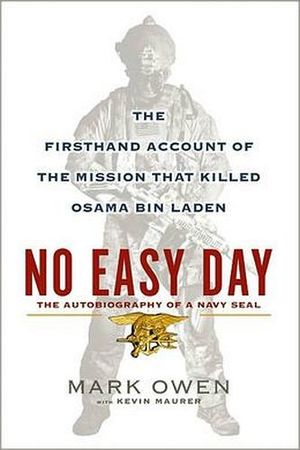 THE
FIRSTHAND ACCOUNT OF
THE MISSION THAT KILLED
OSAMA BIN LADEN
NO EASY DAY
THE AUTOBIOGRAPHY OF A NAVY SEAL
MARK OWEN
WITH KEVIN MAURER